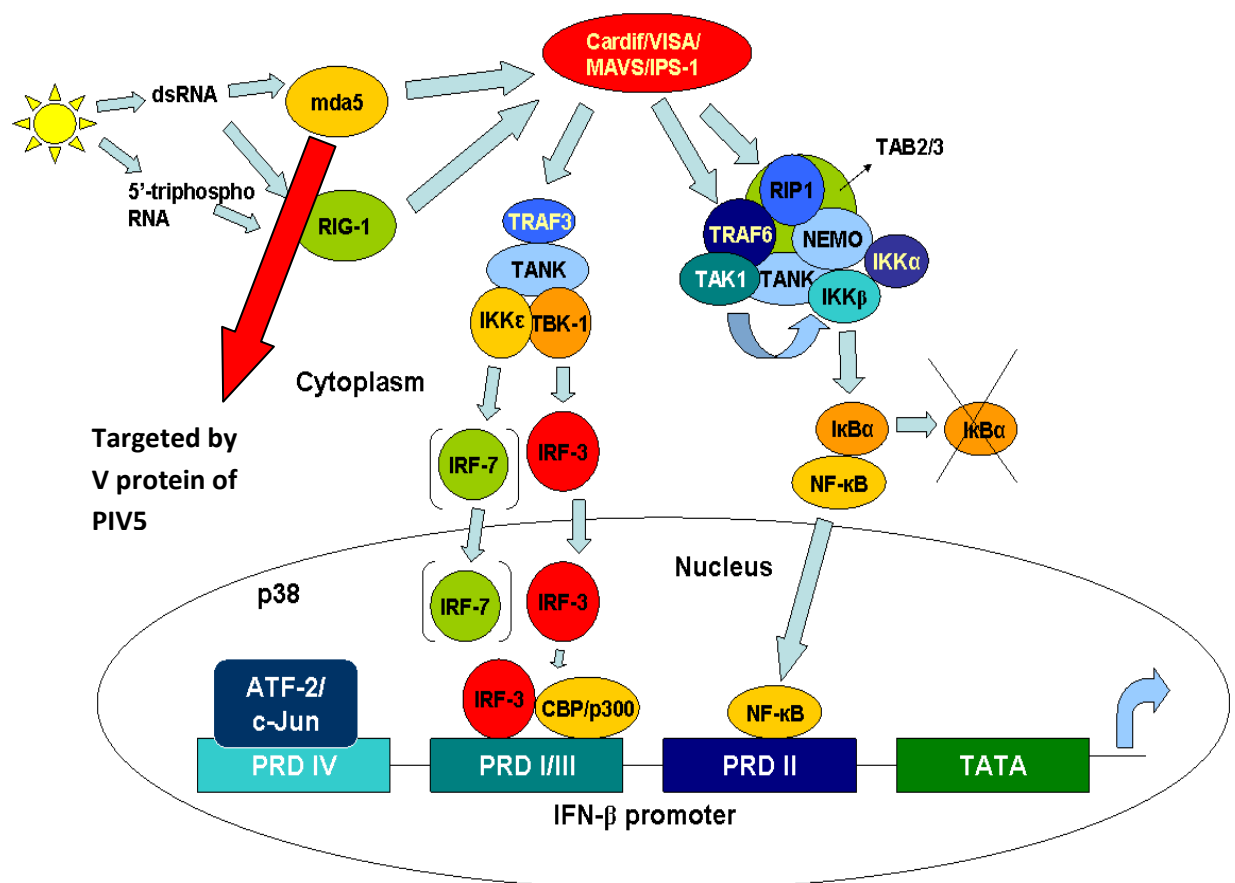 Cardif/VISA/
MAVS/IPS-1
dsRNA
mda5
5'-triphospho
RNA
RIG-1
TAB2/3
RIP1
TRAF3
TRAF6
NEMO
IKKα
TANK
TAK1
TANK
IKKβ
IKKε
TBK-1
Cytoplasm
Targeted by
V protein of
PIV5
IRF-7
IRF-3
IκBα
IκBα
NF-κB
Nucleus
p38
IRF-7
IRF-3
ATF-2/
c-Jun
IRF-3
CBP/p300
NF-κB
PRD IV
PRD I/III
PRD II
TATA
IFN-β promoter